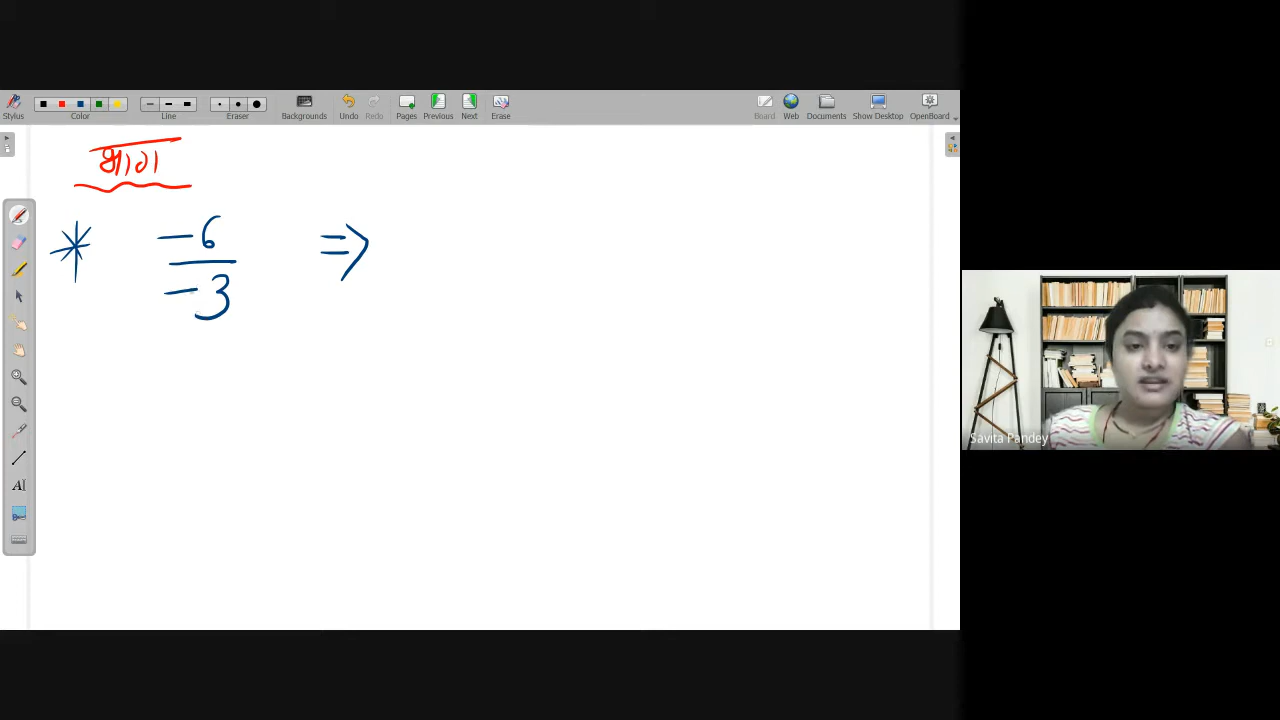 Stylus
Color
Line
Eraser
Backgrounds
Undo
Redo
Pages
Previous
Next
Erase
Board
Web
Documents
Show Desktop
OpenBoard
भाग
* -6 =>
-3
AI
Savita Pandey